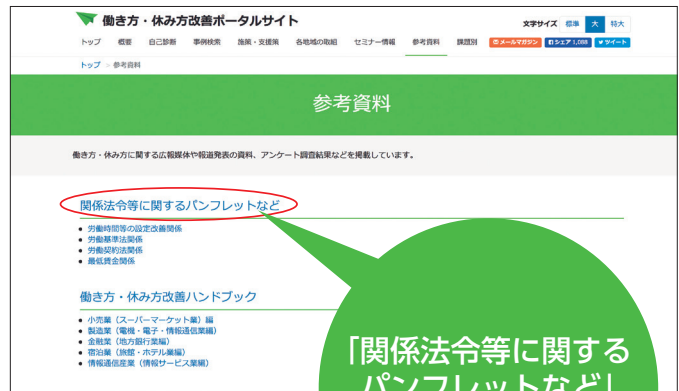 働き方・休み方改善ポータルサイト
文字サイズ 標準 大 特大
トップ 概要 自己診断 事例検索 施策・支援策 各地域の取組 セミナー情報 参考資料 課題別 メールマガジン シェア 1,088 ツイート
トップ > 参考資料
参考資料
働き方・休み方に関する広報媒体や報道発表の資料、アンケート調査結果などを掲載しています。
関係法令等に関するパンフレットなど
• 労働時間等の設定改善関係
• 労働基準法関係
• 労働契約法関係
• 最低賃金関係
働き方・休み方改善ハンドブック
• 小売業（スーパーマーケット業）編
• 製造業（電機・電子・情報通信業編）
• 金融業（地方銀行業編）
• 宿泊業（旅館・ホテル業編）
• 情報通信産業（情報サービス業編）
「関係法令等に関する
パンフレットなど」